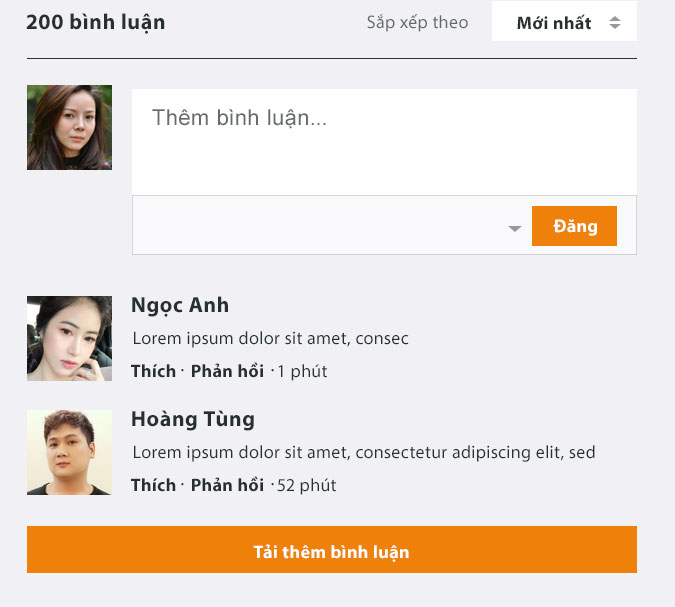 200 bình luận
Sắp xếp theo
Mới nhất
Thêm bình luận...
Đăng
Ngọc Anh
Lorem ipsum dolor sit amet, consec
Thích · Phản hồi · 1 phút
Hoàng Tùng
Lorem ipsum dolor sit amet, consectetur adipiscing elit, sed
Thích · Phản hồi · 52 phút
Tải thêm bình luận